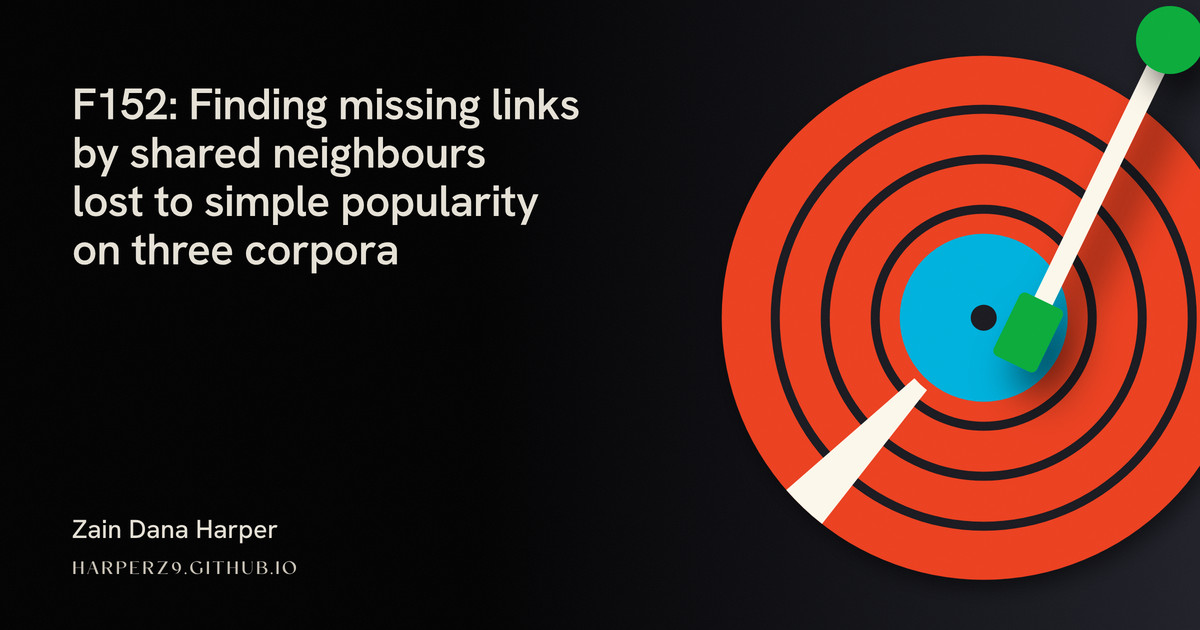 F152: Finding missing links
by shared neighbours
lost to simple popularity
on three corpora
Zain Dana Harper
HARPERZ9.GITHUB.IO